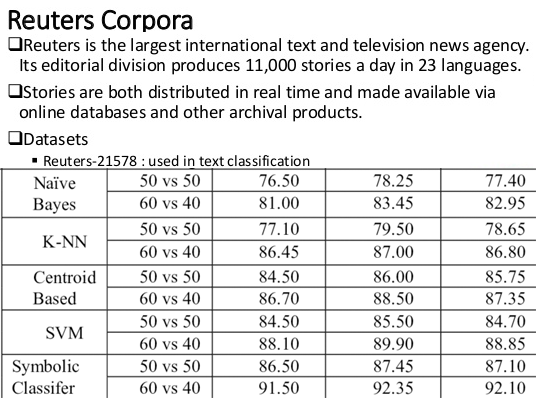 Reuters Corpora
❑Reuters is the largest international text and television news agency.
Its editorial division produces 11,000 stories a day in 23 languages.
❑Stories are both distributed in real time and made available via
online databases and other archival products.
❑Datasets
▪ Reuters-21578 : used in text classification
Naïve Bayes 50 vs 50 76.50 78.25 77.40
60 vs 40 81.00 83.45 82.95
K-NN 50 vs 50 77.10 79.50 78.65
60 vs 40 86.45 87.00 86.80
Centroid Based 50 vs 50 84.50 86.00 85.75
60 vs 40 86.70 88.50 87.35
SVM 50 vs 50 84.50 85.50 84.70
60 vs 40 88.10 89.90 88.85
Symbolic Classifer 50 vs 50 86.50 87.45 87.10
60 vs 40 91.50 92.35 92.10